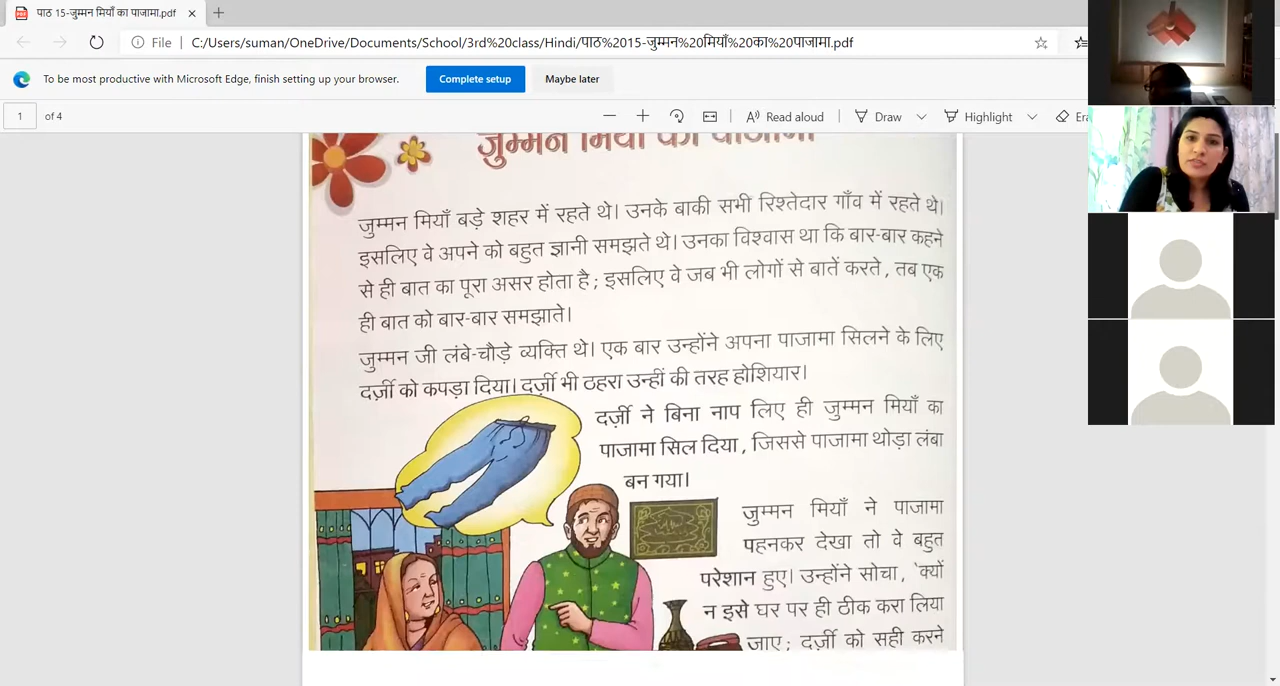 पाठ 15-जुम्मन मियाँ का पाजामा.pdf
File
C:/Users/suman/OneDrive/Documents/School/3rd%20class/Hindi/पाठ%2015-जुम्मन%20मियाँ%20का%20पाजामा.pdf
To be most productive with Microsoft Edge, finish setting up your browser.
Complete setup
Maybe later
1 of 4
Read aloud
Draw
Highlight
Era
जुम्मन मियाँ का पाजामा
जुम्मन मियाँ बड़े शहर में रहते थे। उनके बाकी सभी रिश्तेदार गाँव में रहते थे।
इसलिए वे अपने को बहुत ज्ञानी समझते थे। उनका विश्वास था कि बार-बार कहने
से ही बात का पूरा असर होता है; इसलिए वे जब भी लोगों से बातें करते, तब एक
ही बात को बार-बार समझाते।
जुम्मन जी लंबे-चौड़े व्यक्ति थे। एक बार उन्होंने अपना पाजामा सिलने के लिए
दर्ज़ी को कपड़ा दिया। दर्ज़ी भी ठहरा उन्हीं की तरह होशियार।
दर्ज़ी ने बिना नाप लिए ही जुम्मन मियाँ का
पाजामा सिल दिया, जिससे पाजामा थोड़ा लंबा
बन गया।
जुम्मन मियाँ ने पाजामा
पहनकर देखा तो वे बहुत
परेशान हुए। उन्होंने सोचा, 'क्यों
न इसे घर पर ही ठीक करा लिया
जाए; दर्ज़ी को सही करने